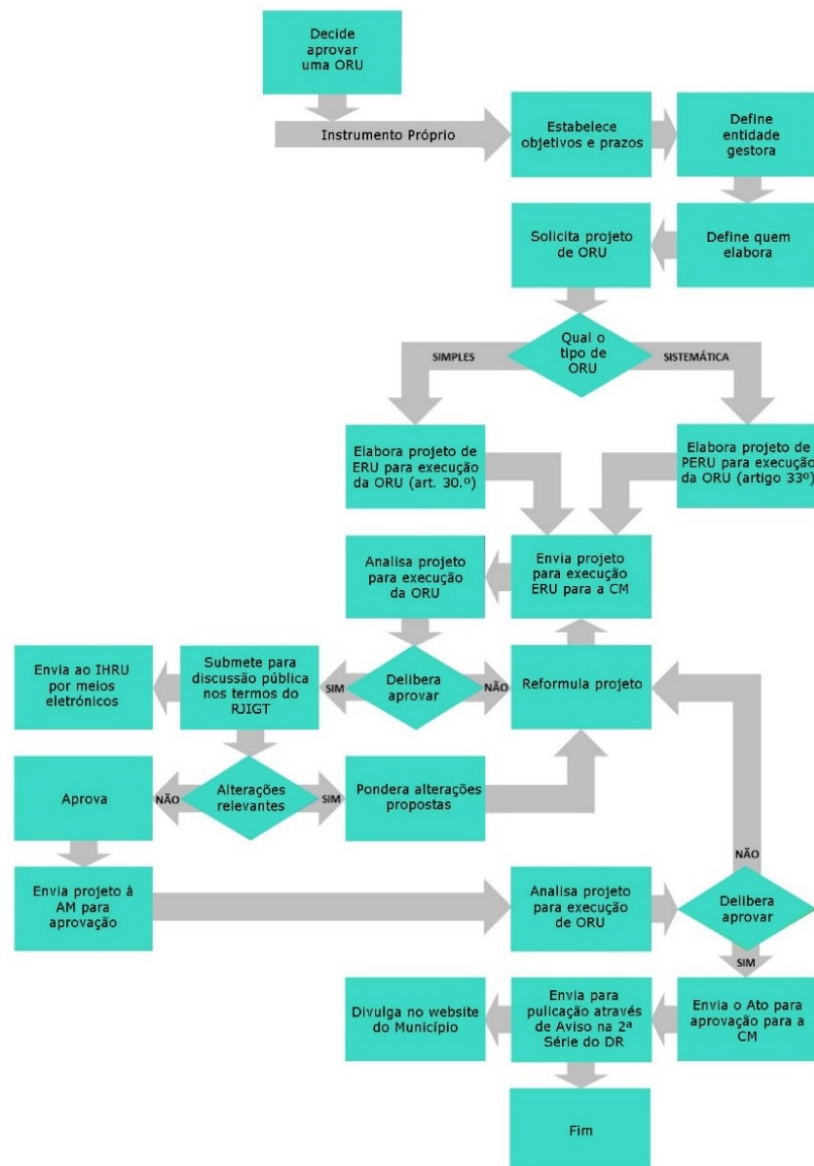 Decide
aprovar
uma ORU
Instrumento Próprio
Estabelece
objetivos e prazos
Define
entidade
gestora
Solicita projeto
de ORU
Define quem
elabora
Qual o
tipo de
ORU
SIMPLES
SISTEMÁTICA
Elabora projeto de
ERU para execução
da ORU (art. 30.º)
Elabora projeto de
PERU para execução
da ORU (artigo 33º)
Analisa projeto
para execução
da ORU
Envia projeto
para execução
ERU para a CM
Envia ao IHRU
por meios
eletrónicos
Submete para
discussão pública
nos termos do
RJIGT
SIM
Delibera
aprovar
NÃO
Reformula projeto
Aprova
NÃO
Alterações
relevantes
SIM
Pondera alterações
propostas
NÃO
Envia projeto à
AM para
aprovação
Analisa projeto
para execução
de ORU
Delibera
aprovar
SIM
Divulga no website
do Município
Envia para
pulicação através
de Aviso na 2ª
Série do DR
Envia o Ato para
aprovação para a
CM
Fim